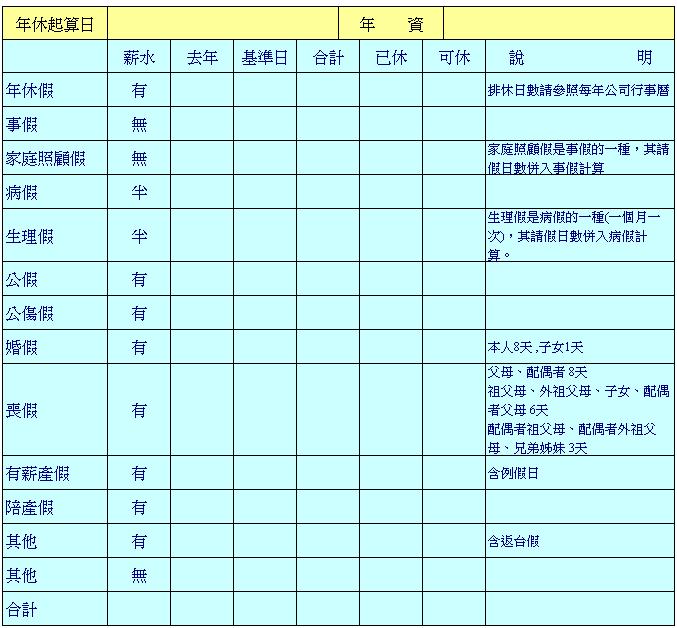 年休起算日 年 資
薪水 去年 基準日 合計 已休 可休 說 明
年休假 有 排休日數請參照每年公司行事曆
事假 無
家庭照顧假 無 家庭照顧假是事假的一種，其請
假日數併入事假計算
病假 半
生理假 半 生理假是病假的一種(一個月一
次)，其請假日數併入病假計
算。
公假 有
公傷假 有
婚假 有 本人8天 ,子女1天
喪假 有 父母、配偶者 8天
祖父母、外祖父母、子女、配偶
者父母 6天
配偶者祖父母、配偶者外祖父
母、兄弟姊妹 3天
有薪產假 有 含例假日
陪產假 有
其他 有 含返台假
其他 無
合計